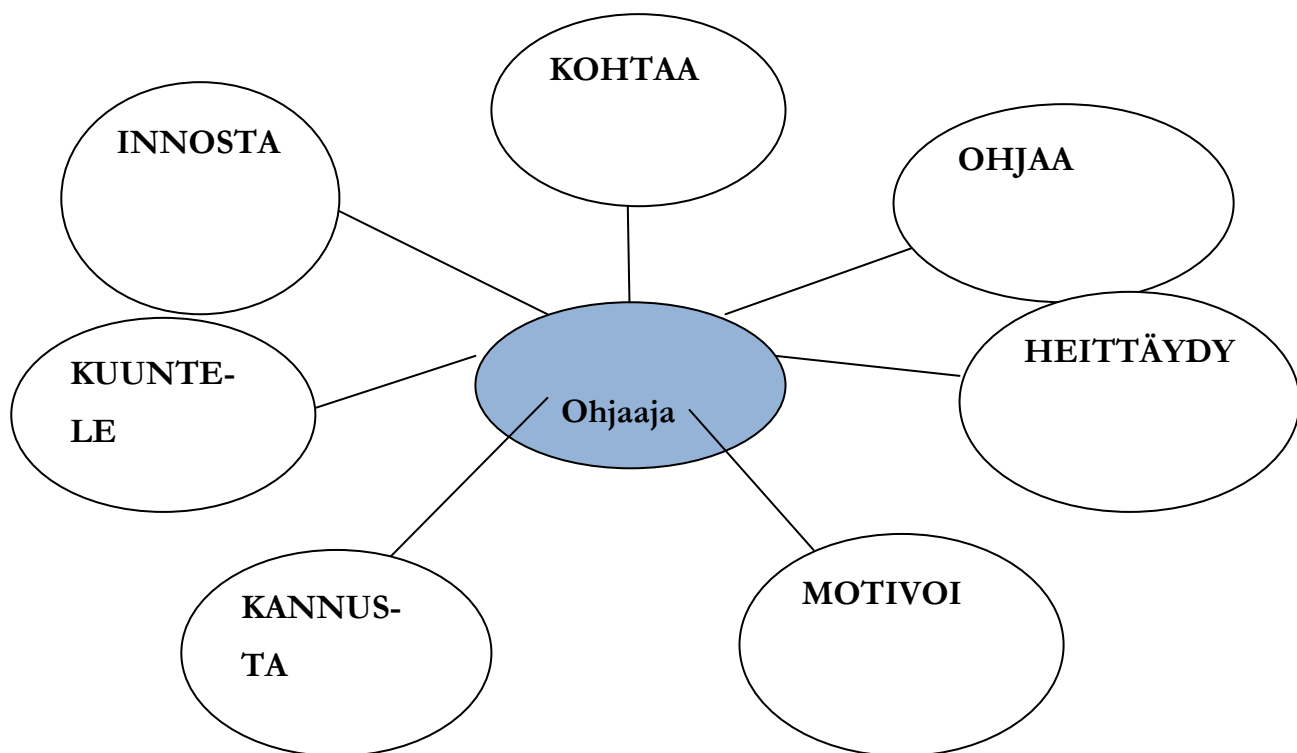 KOHTAA
INNOSTA
OHJAA
HEITTÄYDY
KUUNTE-
LE
Ohjaaja
KANNUS-
TA
MOTIVOI